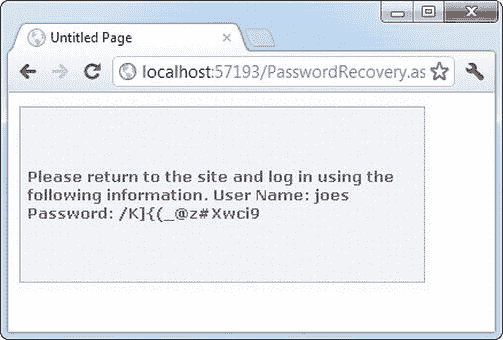 Untitled Page
localhost:57193/PasswordRecovery.as
Please return to the site and log in using the
following information. User Name: joes
Password: /K]{(_@z#Xwci9